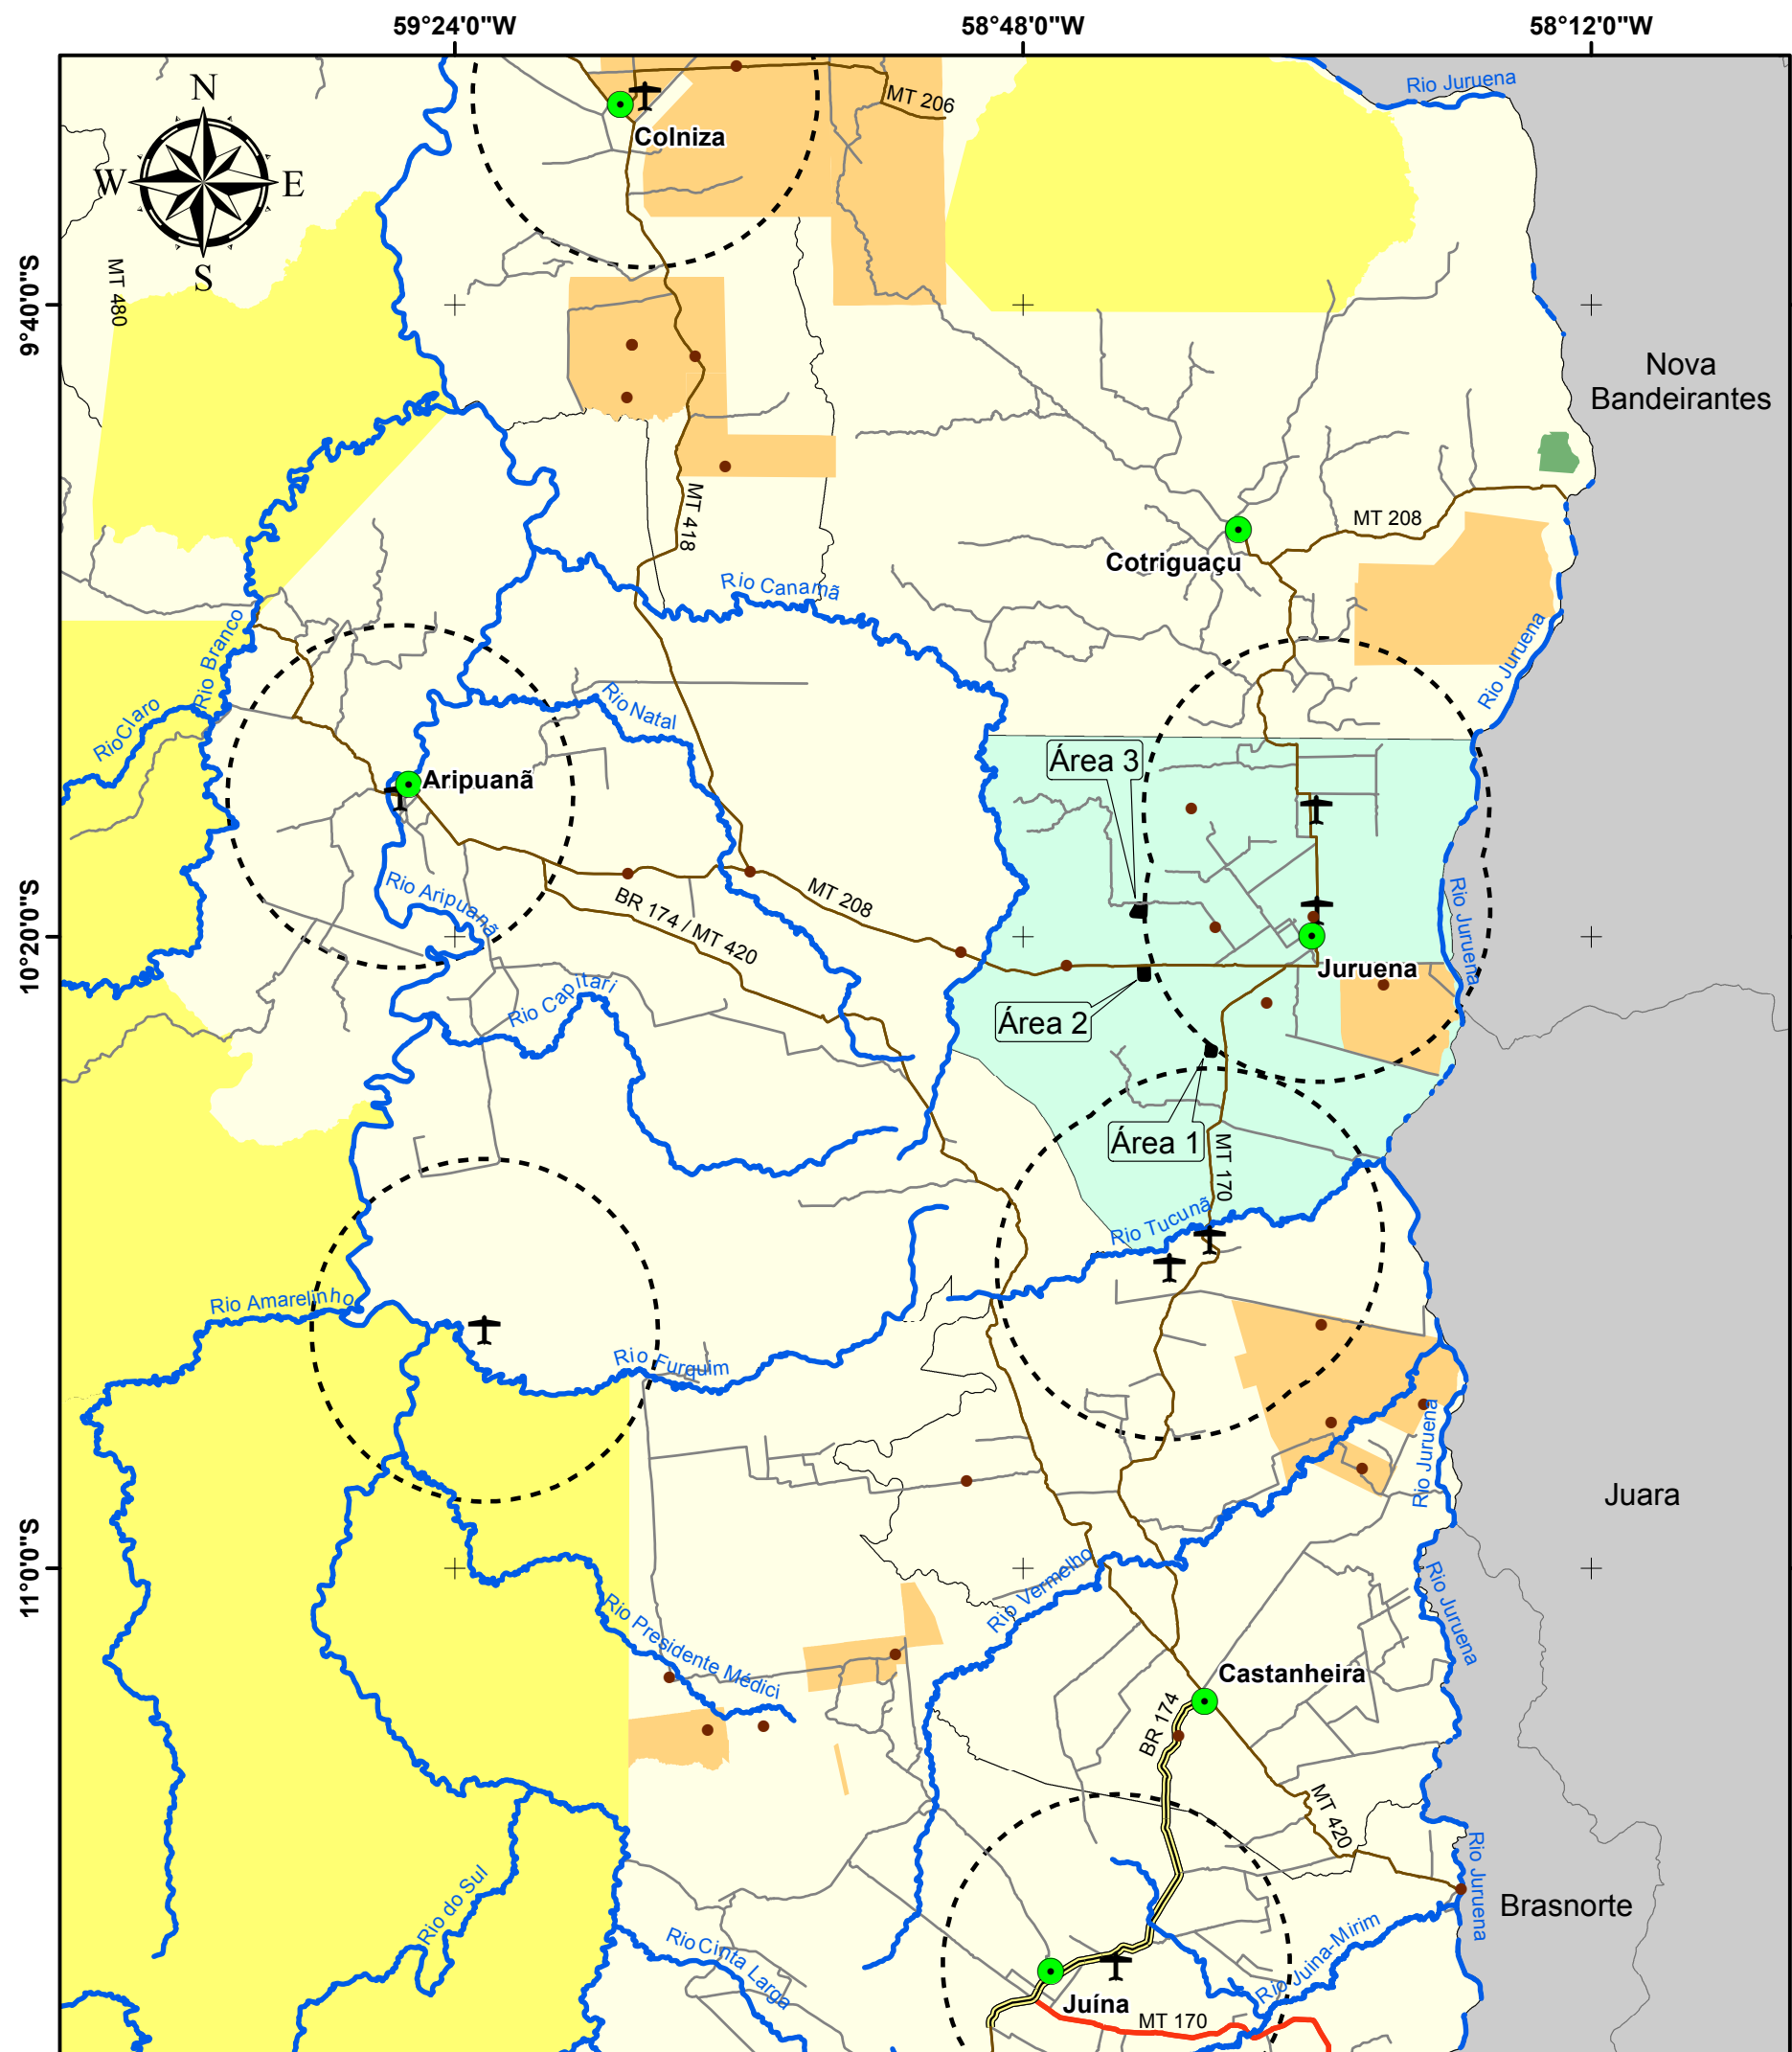 59°24'0"W
58°48'0"W
58°12'0"W
N
W
E
S
9°40'0"S
10°20'0"S
11°0'0"S
Rio Juruena
MT 206
Colniza
MT 480
Nova
Bandeirantes
MT 418
MT 208
Cotriguaçu
Rio Canamã
Rio Branco
Rio Juruena
Rio Claro
Rio Natal
Área 3
Aripuanã
Rio Aripuanã
MT 208
BR 174 / MT 420
Rio Juruena
Juruena
Rio Capitari
Área 2
Área 1
MT 170
Rio Tucunã
Rio Amarelinho
Rio Furquim
Rio Juruena
Juara
Rio Vermelho
Rio Juruena
Rio Presidente Médici
Castanheira
BR 174
MT 420
Rio do Sul
Rio Juruena
Brasnorte
Rio Cinta Larga
Rio Juina-Mirim
Juína
MT 170